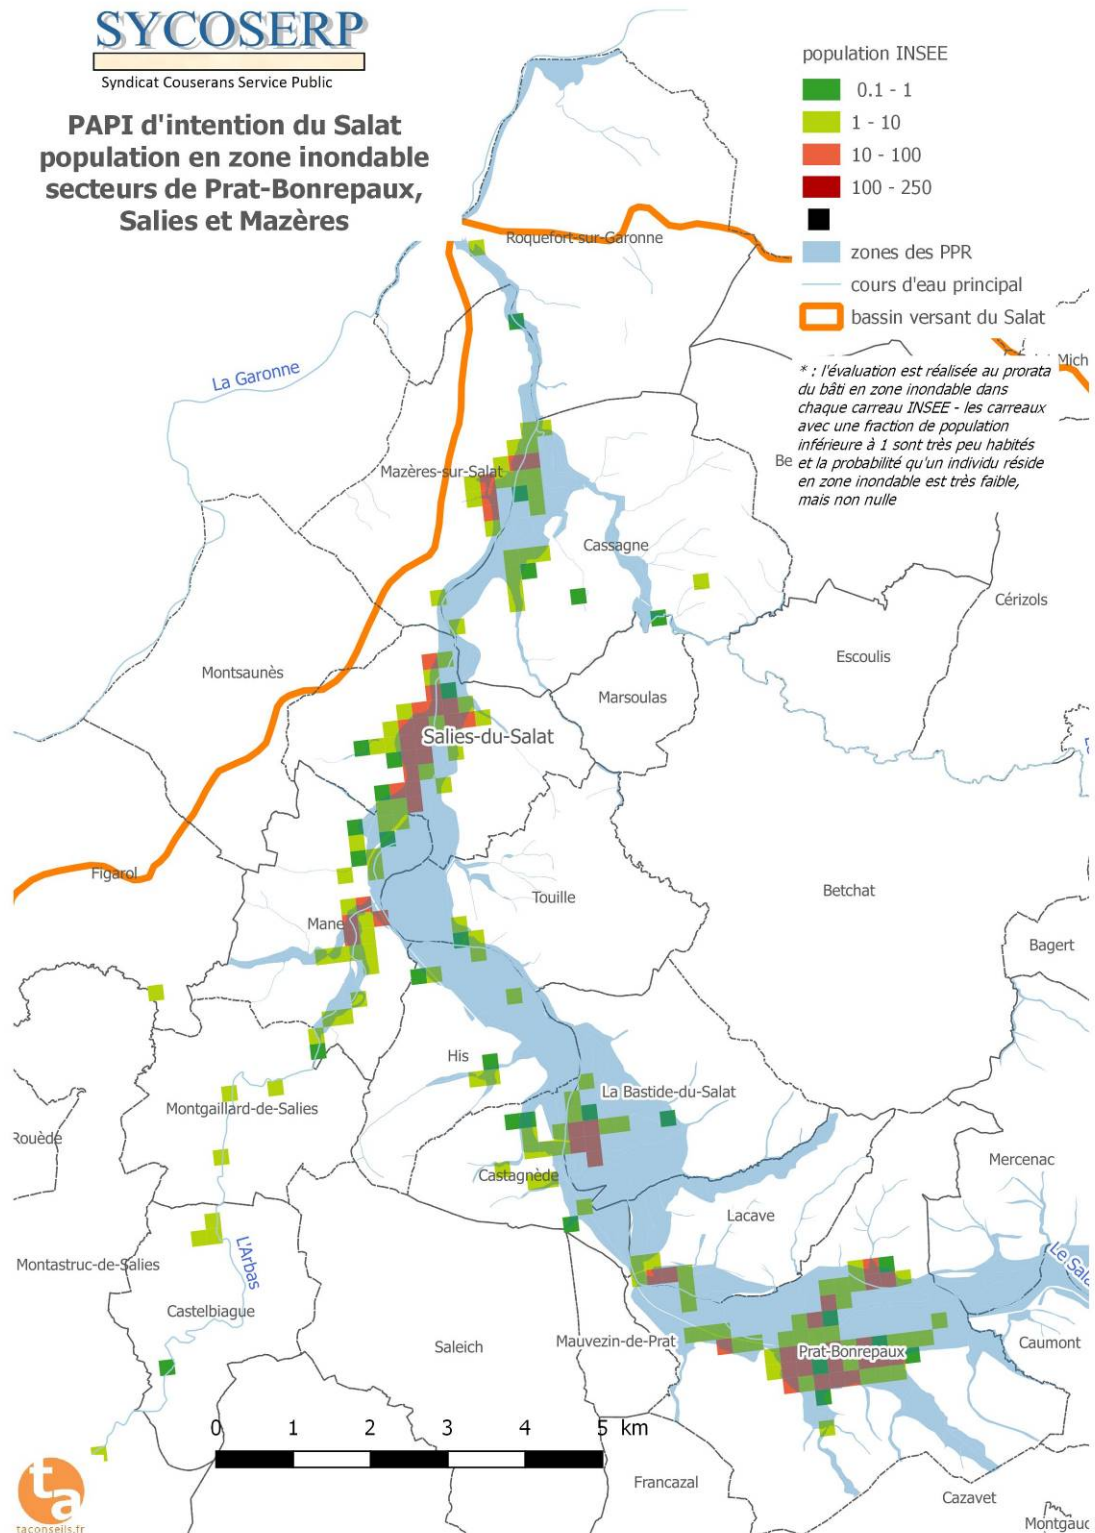 SYCOSERP
Syndicat Couserans Service Public
PAPI d'intention du Salat
population en zone inondable
secteurs de Prat-Bonrepaux,
Salies et Mazères
population INSEE
0.1 - 1
1 - 10
10 - 100
100 - 250
zones des PPR
cours d'eau principal
bassin versant du Salat
* : l'évaluation est réalisée au prorata
du bâti en zone inondable dans
chaque carreau INSEE - les carreaux
avec une fraction de population
inférieure à 1 sont très peu habités
et la probabilité qu'un individu réside
en zone inondable est très faible,
mais non nulle
Roquefort-sur-Garonne
Mich
La Garonne
Be
Mazères-sur-Salat
Cassagne
Cérizols
Escoulis
Montsaunès
Marsoulas
Salies-du-Salat
Figarol
Touille
Betchat
Mane
Bagert
His
La Bastide-du-Salat
Montgaillard-de-Salies
Rouède
Mercenac
Castagnède
Lacave
L'Arbas
Le Sala
Montastruc-de-Salies
Castelbiague
Saleich
Mauvezin-de-Prat
Prat-Bonrepaux
Caumont
0 1 2 3 4 5 km
Francazal
Cazavet
Montgauc
ta
taconseils.fr